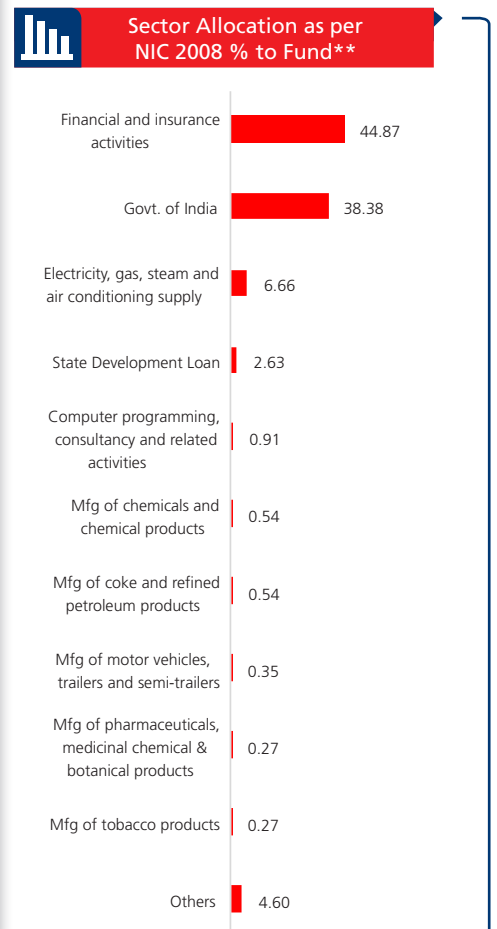 Sector Allocation as per
NIC 2008 % to Fund**
Financial and insurance
activities
44.87
Govt. of India
38.38
Electricity, gas, steam and
air conditioning supply
6.66
State Development Loan
2.63
Computer programming,
consultancy and related
activities
0.91
Mfg of chemicals and
chemical products
0.54
Mfg of coke and refined
petroleum products
0.54
Mfg of motor vehicles,
trailers and semi-trailers
0.35
Mfg of pharmaceuticals,
medicinal chemical &
botanical products
0.27
Mfg of tobacco products
0.27
Others
4.60